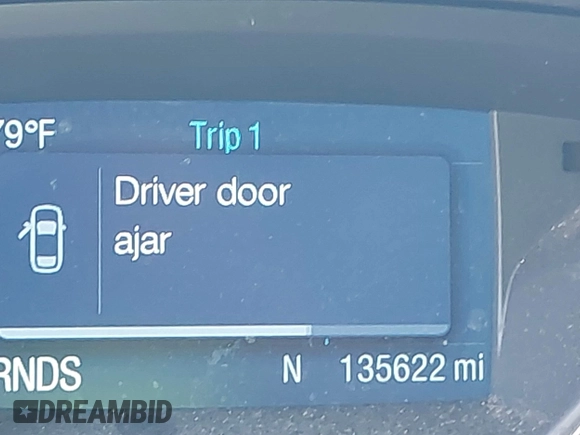 79°F Trip 1
Driver door
ajar
RNDS N 135622 mi
DREAMBID